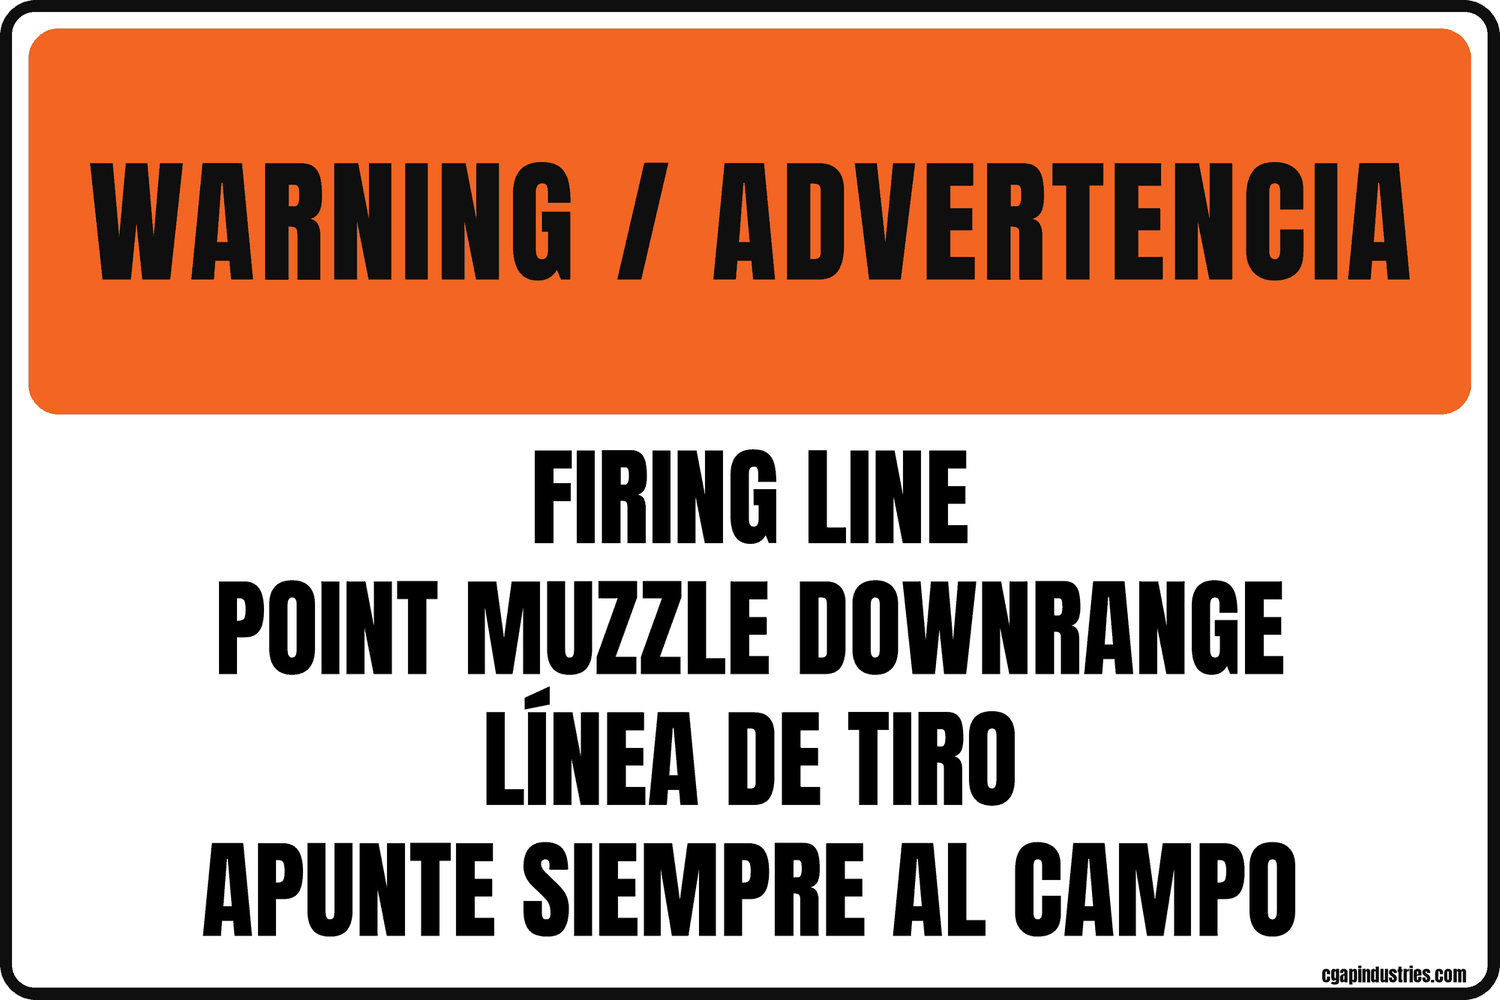 WARNING / ADVERTENCIA
FIRING LINE
POINT MUZZLE DOWNRANGE
LÍNEA DE TIRO
APUNTE SIEMPRE AL CAMPO
cgapindustries.com